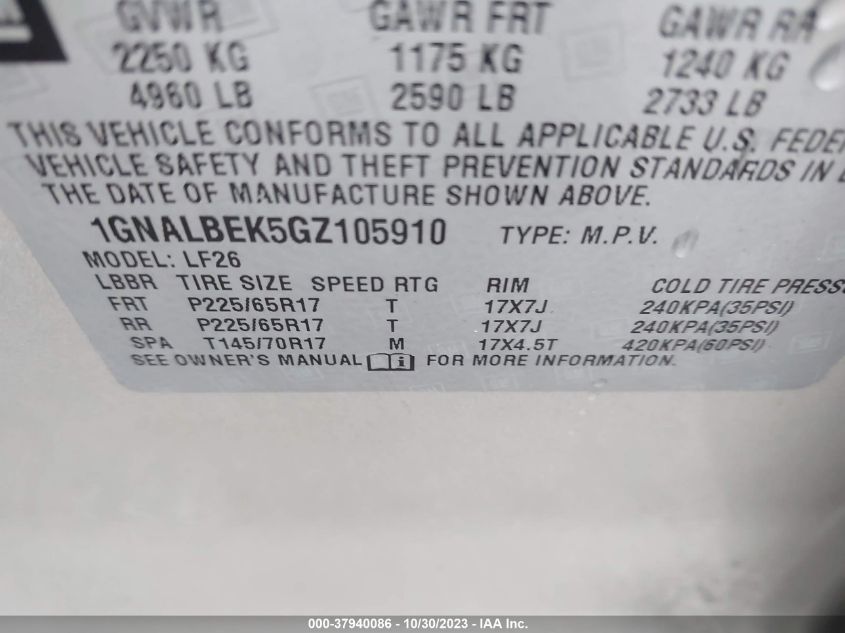 GVWR GAWR FRT GAWR RR
2250 KG 1175 KG 1240 KG
4960 LB 2590 LB 2733 LB
THIS VEHICLE CONFORMS TO ALL APPLICABLE U.S. FEDER
VEHICLE SAFETY AND THEFT PREVENTION STANDARDS IN E
THE DATE OF MANUFACTURE SHOWN ABOVE.
1GNALBEK5GZ105910 TYPE: M.P.V.
MODEL: LF26
LBBR TIRE SIZE SPEED RTG RIM COLD TIRE PRESS
FRT P225/65R17 T 17X7J 240KPA(35PSI)
RR P225/65R17 T 17X7J 240KPA(35PSI)
SPA T145/70R17 M 17X4.5T 420KPA(60PSI)
SEE OWNER'S MANUAL FOR MORE INFORMATION.
000-37940086 - 10/30/2023 - IAA Inc.